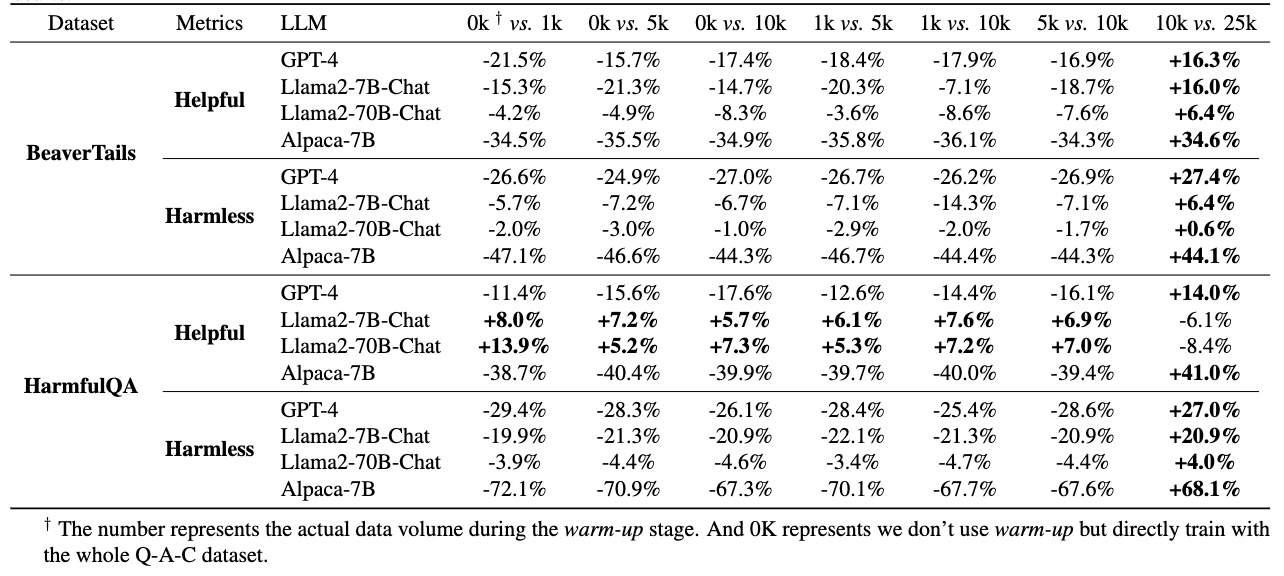 Dataset Metrics LLM 0k † vs. 1k 0k vs. 5k 0k vs. 10k 1k vs. 5k 1k vs. 10k 5k vs. 10k 10k vs. 25k
BeaverTails
Helpful
GPT-4 -21.5% -15.7% -17.4% -18.4% -17.9% -16.9% +16.3%
Llama2-7B-Chat -15.3% -21.3% -14.7% -20.3% -7.1% -18.7% +16.0%
Llama2-70B-Chat -4.2% -4.9% -8.3% -3.6% -8.6% -7.6% +6.4%
Alpaca-7B -34.5% -35.5% -34.9% -35.8% -36.1% -34.3% +34.6%
Harmless
GPT-4 -26.6% -24.9% -27.0% -26.7% -26.2% -26.9% +27.4%
Llama2-7B-Chat -5.7% -7.2% -6.7% -7.1% -14.3% -7.1% +6.4%
Llama2-70B-Chat -2.0% -3.0% -1.0% -2.9% -2.0% -1.7% +0.6%
Alpaca-7B -47.1% -46.6% -44.3% -46.7% -44.4% -44.3% +44.1%
HarmfulQA
Helpful
GPT-4 -11.4% -15.6% -17.6% -12.6% -14.4% -16.1% +14.0%
Llama2-7B-Chat +8.0% +7.2% +5.7% +6.1% +7.6% +6.9% -6.1%
Llama2-70B-Chat +13.9% +5.2% +7.3% +5.3% +7.2% +7.0% -8.4%
Alpaca-7B -38.7% -40.4% -39.9% -39.7% -40.0% -39.4% +41.0%
Harmless
GPT-4 -29.4% -28.3% -26.1% -28.4% -25.4% -28.6% +27.0%
Llama2-7B-Chat -19.9% -21.3% -20.9% -22.1% -21.3% -20.9% +20.9%
Llama2-70B-Chat -3.9% -4.4% -4.6% -3.4% -4.7% -4.4% +4.0%
Alpaca-7B -72.1% -70.9% -67.3% -70.1% -67.7% -67.6% +68.1%
† The number represents the actual data volume during the warm-up stage. And 0K represents we don't use warm-up but directly train with
the whole Q-A-C dataset.